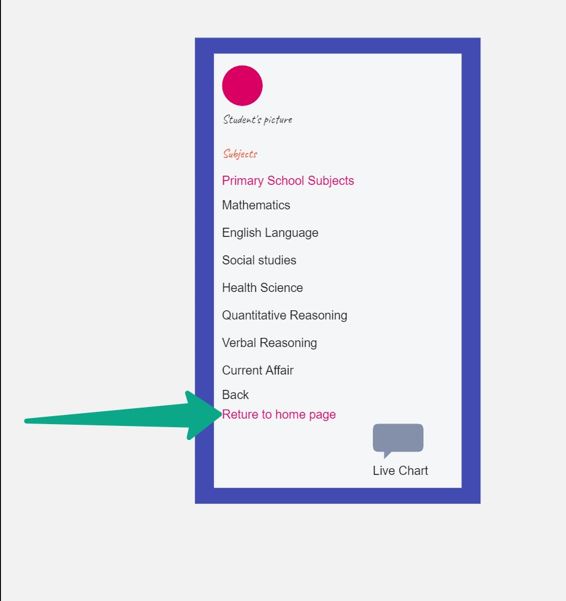 Student's picture
Subjects
Primary School Subjects
Mathematics
English Language
Social studies
Health Science
Quantitative Reasoning
Verbal Reasoning
Current Affair
Back
Reture to home page
Live Chart